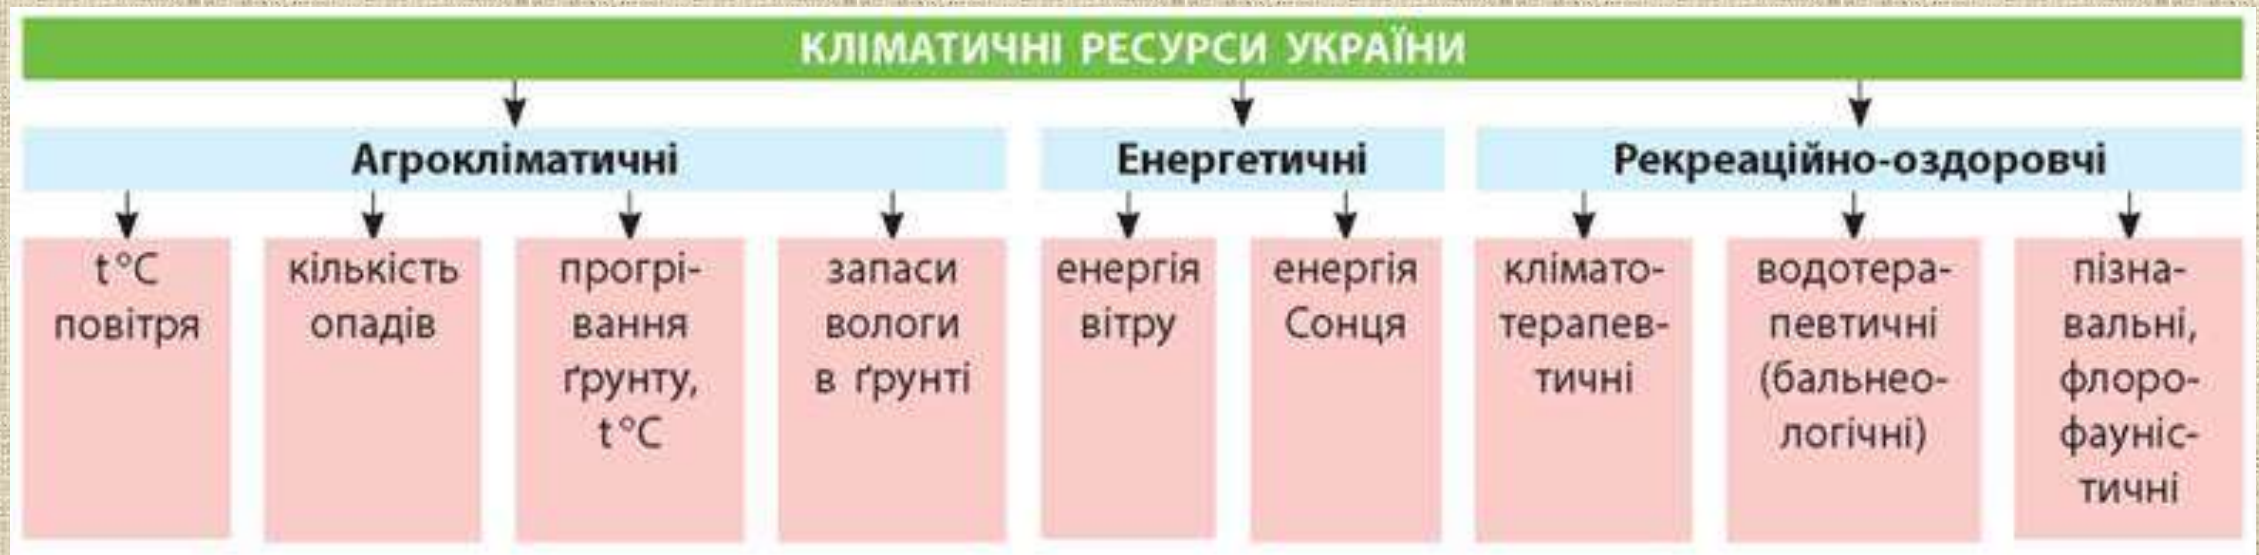 КЛІМАТИЧНІ РЕСУРСИ УКРАЇНИ
Агрокліматичні
Енергетичні
Рекреаційно-оздоровчі
t°C
повітря
кількість
опадів
прогрі-
вання
ґрунту,
t°C
запаси
вологи
в ґрунті
енергія
вітру
енергія
Сонця
клімато-
терапев-
тичні
водотера-
певтичні
(бальнео-
логічні)
пізна-
вальні,
флоро-
фауніс-
тичні